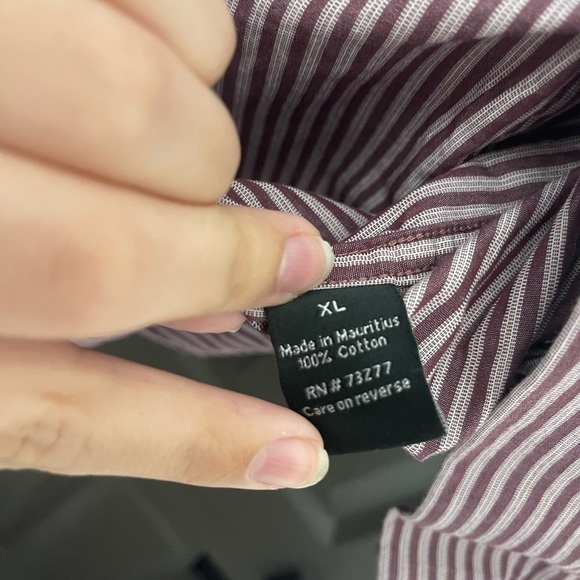 XL
Made in Mauritius
100% Cotton
RN # 73277
Care on reverse